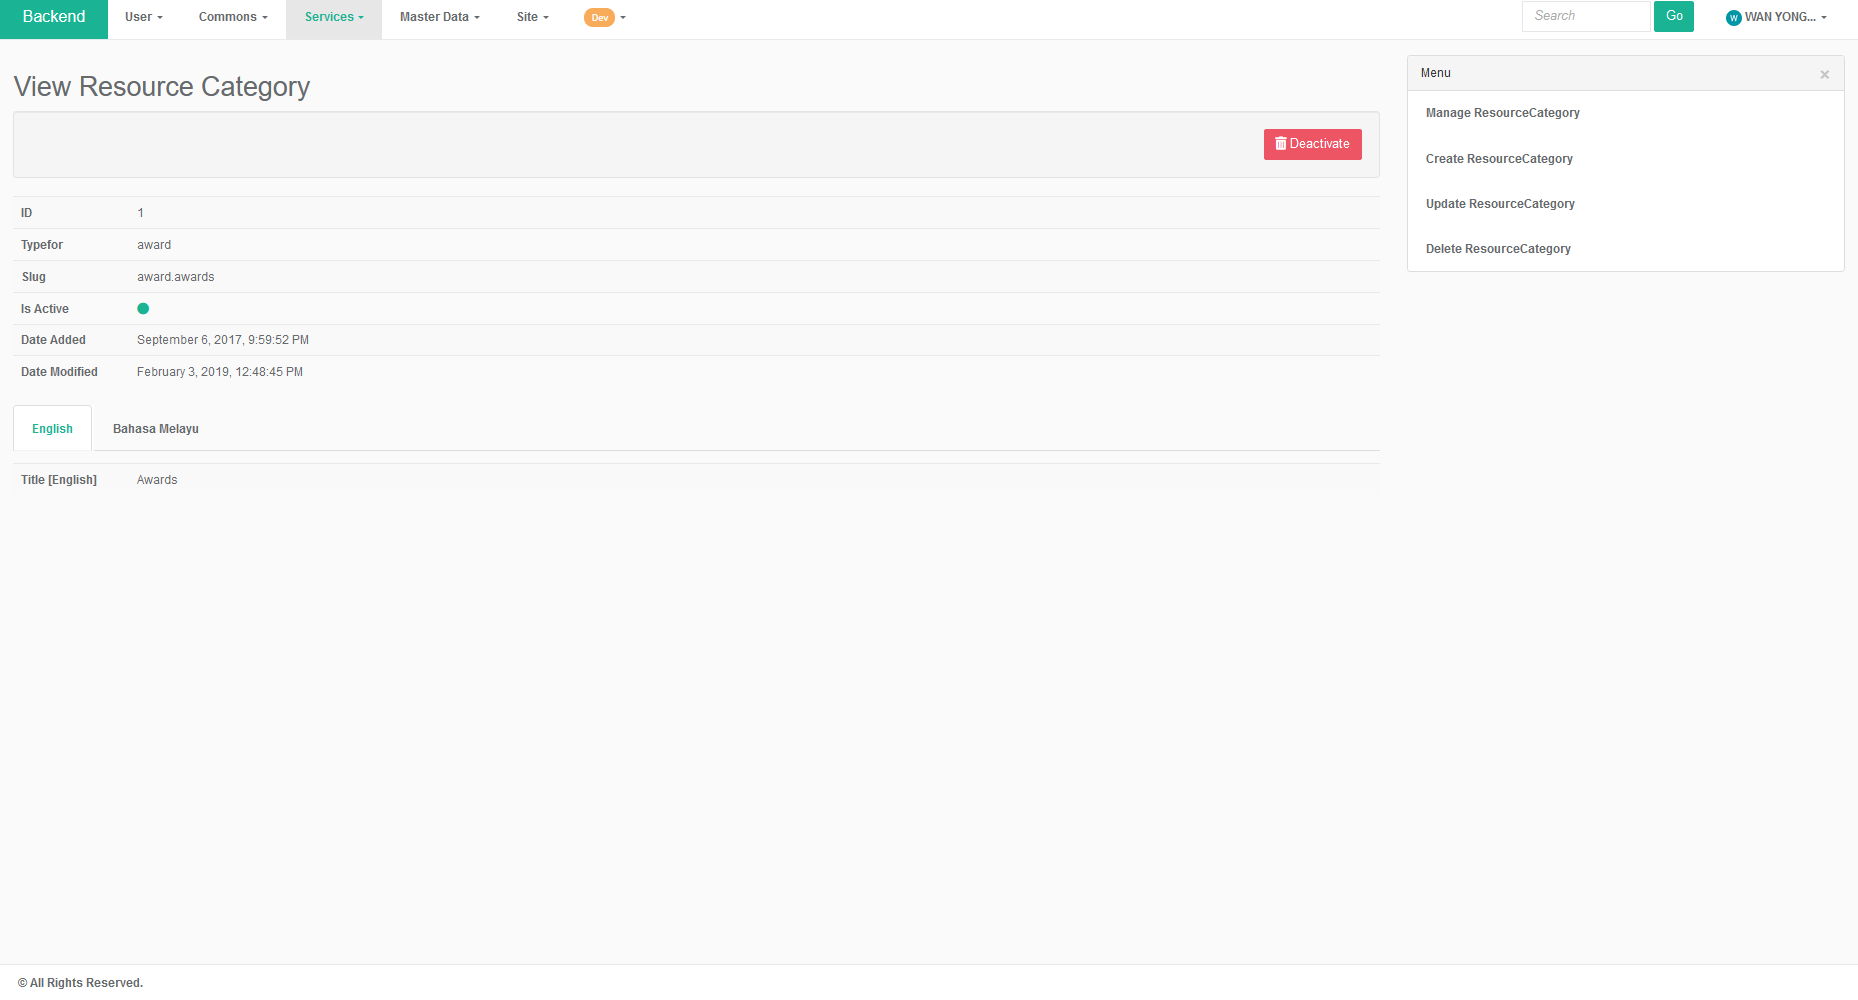 Backend User Commons Services Master Data Site Dev Search Go W WAN YONG...
View Resource Category
Deactivate
ID 1
Typefor award
Slug award.awards
Is Active
Date Added September 6, 2017, 9:59:52 PM
Date Modified February 3, 2019, 12:48:45 PM
English Bahasa Melayu
Title [English] Awards
Menu ×
Manage ResourceCategory
Create ResourceCategory
Update ResourceCategory
Delete ResourceCategory
© All Rights Reserved.